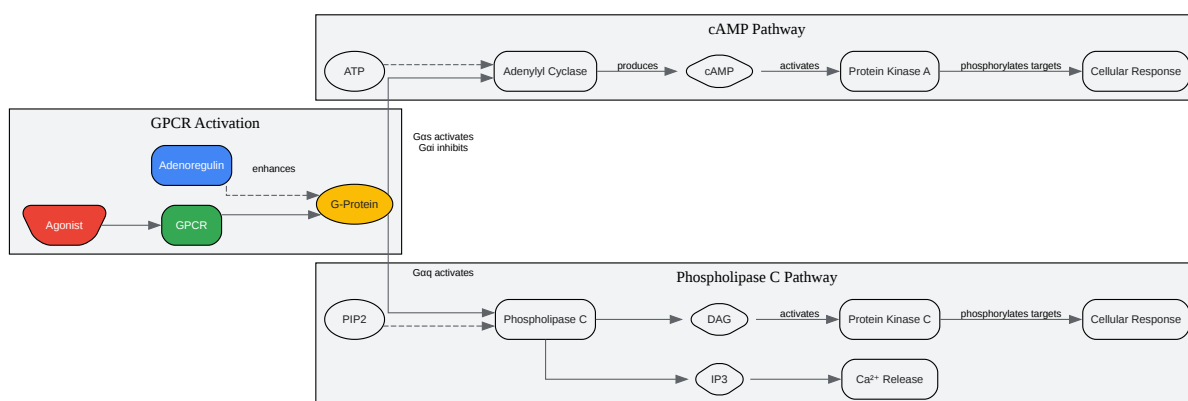 cAMP Pathway
ATP
Adenylyl Cyclase
produces
cAMP
activates
Protein Kinase A
phosphorylates targets
Cellular Response
GPCR Activation
Gαs activates
Gαi inhibits
Adenoregulin
enhances
G-Protein
Agonist
GPCR
Gαq activates
Phospholipase C Pathway
PIP2
Phospholipase C
DAG
activates
Protein Kinase C
phosphorylates targets
Cellular Response
IP3
Ca²⁺ Release